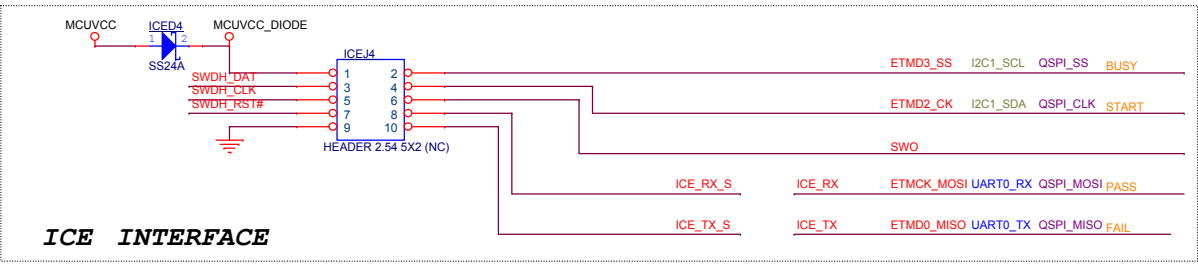 MCUVCC ICED4 MCUVCC_DIODE
1 2
SS24A
ICEJ4
SWDH_DAT 1 2 ETMD3_SS I2C1_SCL QSPI_SS BUSY
SWDH_CLK 3 4
SWDH_RST# 5 6 ETMD2_CK I2C1_SDA QSPI_CLK START
7 8
9 10
HEADER 2.54 5X2 (NC) SWO
ICE_RX_S ICE_RX ETMCK_MOSI UART0_RX QSPI_MOSI PASS
ICE_TX_S ICE_TX ETMD0_MISO UART0_TX QSPI_MISO FAIL
ICE INTERFACE